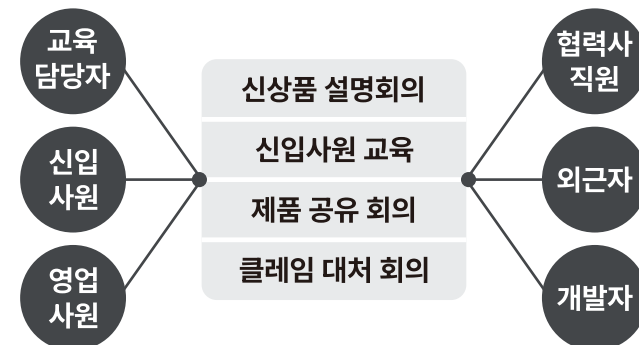 교육
담당자
신입
사원
영업
사원
신상품 설명회의
신입사원 교육
제품 공유 회의
클레임 대처 회의
협력사
직원
외근자
개발자